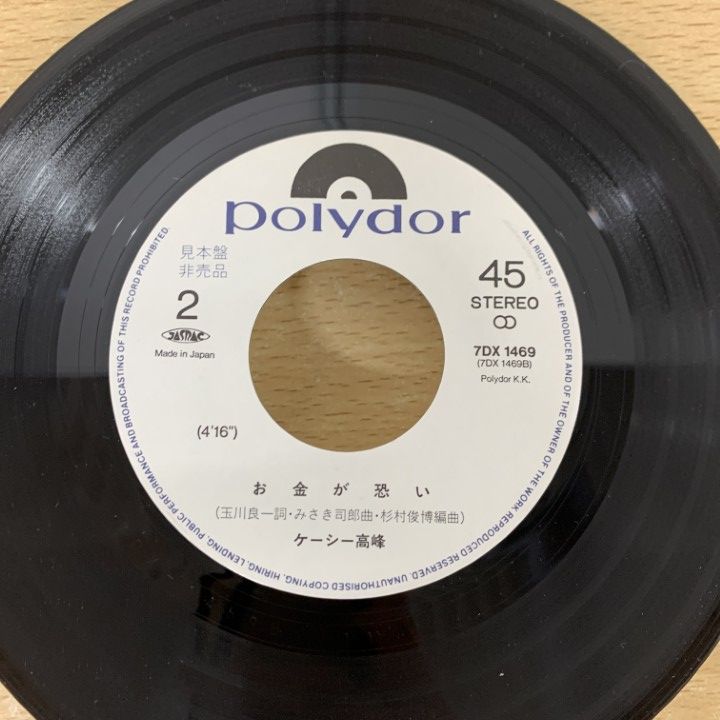 polydor
見本盤
非売品
2
JASRAC
Made in Japan
45
STEREO
7DX 1469
(7DX 1469B)
Polydor K.K.
(4'16")
お金が恐い
(玉川良一詞・みさき司郎曲・杉村俊博編曲)
ケーシー高峰
ALL RIGHTS OF THE PRODUCER AND OF THE OWNER OF THE WORK REPRODUCED RESERVED. UNAUTHORISED COPYING, HIRING, LENDING, PUBLIC PERFORMANCE AND BROADCASTING OF THIS RECORD PROHIBITED.